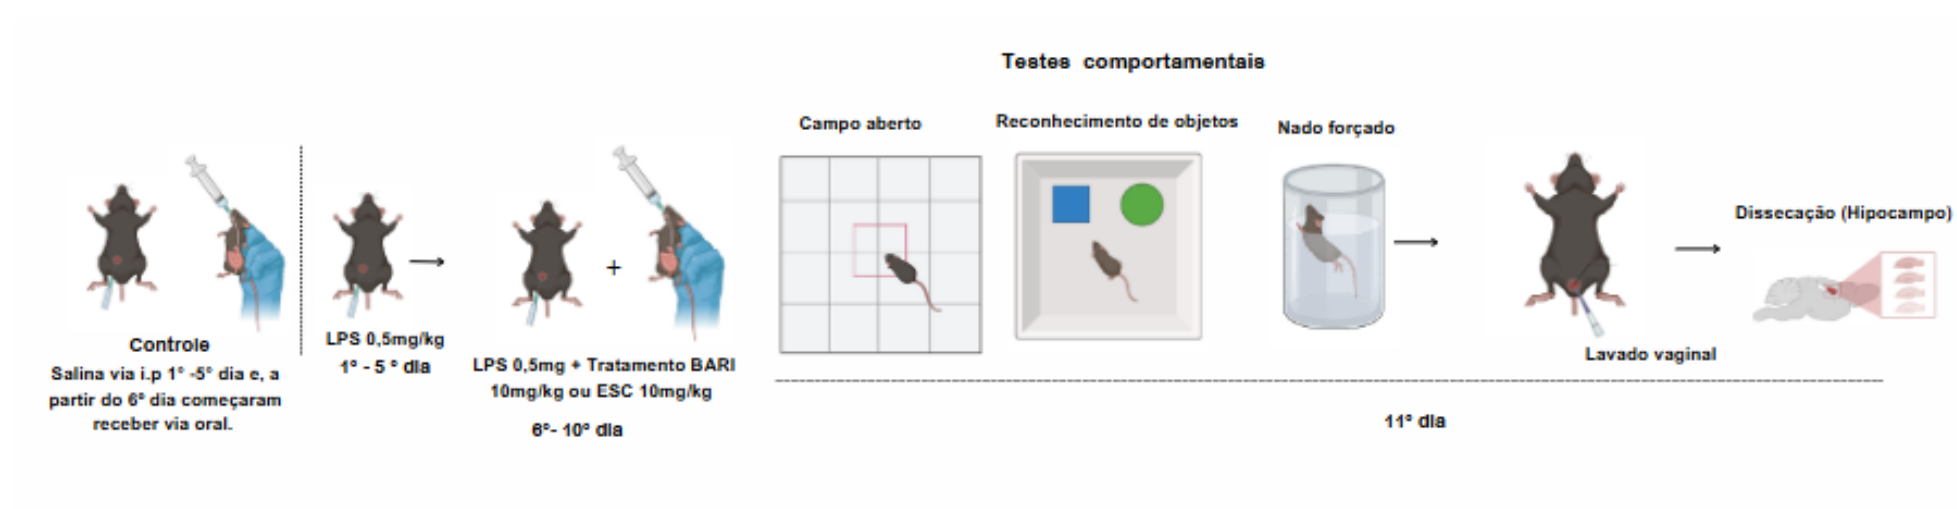 Testes comportamentais
Campo aberto
Reconhecimento de objetos
Nado forçado
Dissecação (Hipocampo)
Controle
Salina via i.p 1° -5° dia e, a
partir do 6° dia começaram
receber via oral.
LPS 0,5mg/kg
1° - 5 ° dia
+
LPS 0,5mg + Tratamento BARI
10mg/kg ou ESC 10mg/kg
6°- 10° dia
Lavado vaginal
11° dia